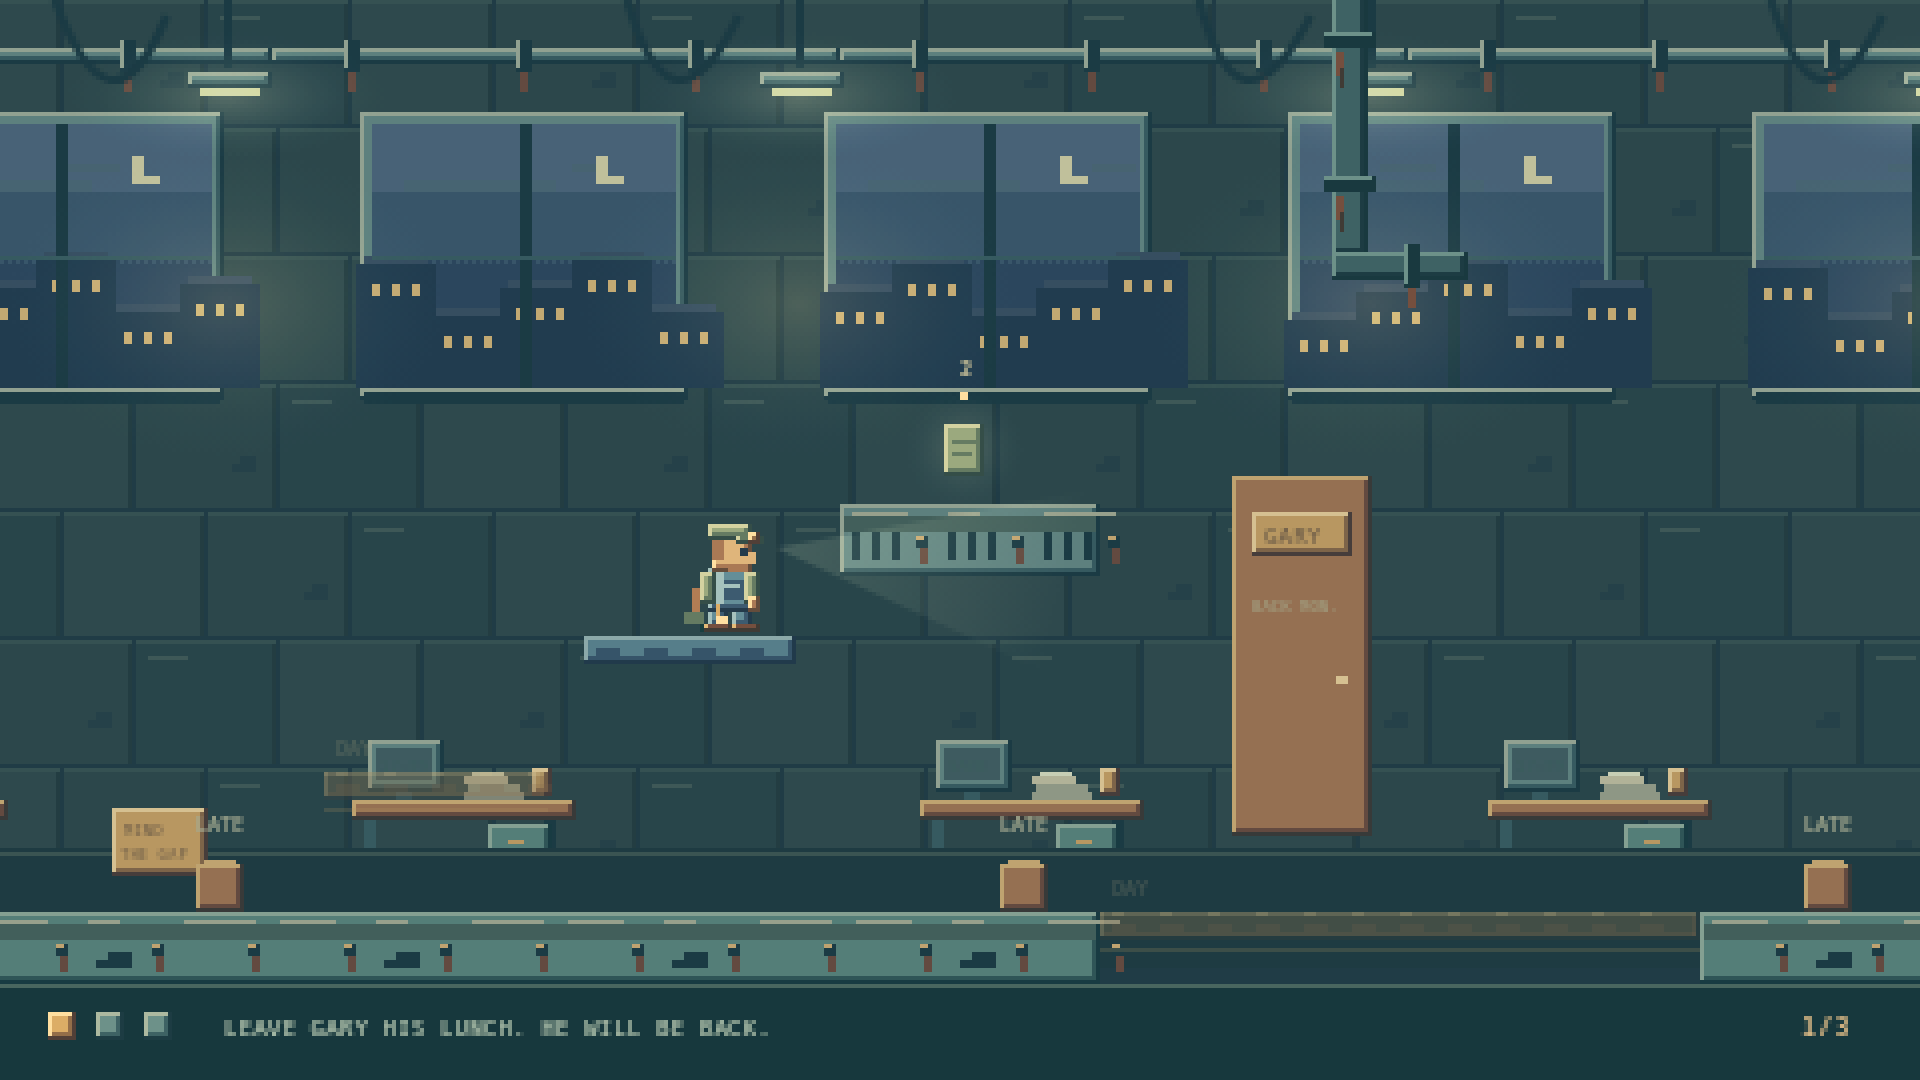 2
GARY
BACK MON.
DAY
MIND
THE GAP
LATE
LATE
LATE
DAY
LEAVE GARY HIS LUNCH. HE WILL BE BACK.
1/3